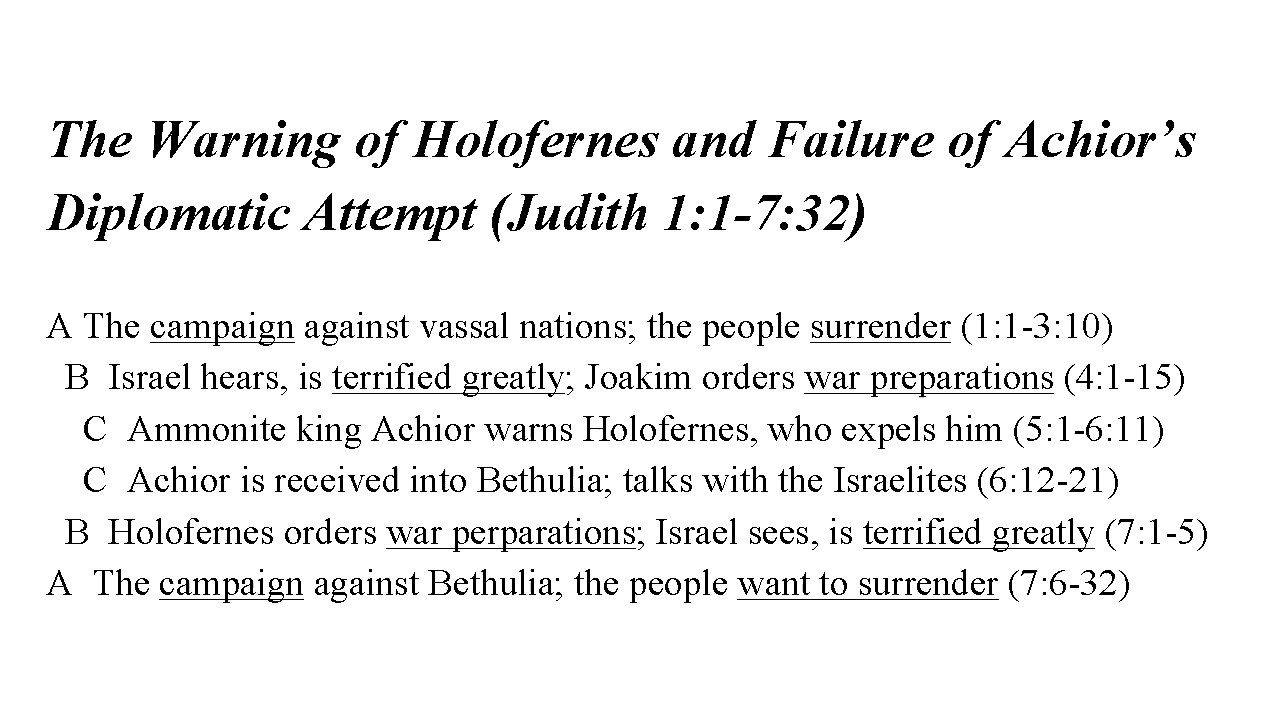 The Warning of Holofernes and Failure of Achior’s
Diplomatic Attempt (Judith 1:1-7:32)
A The campaign against vassal nations; the people surrender (1:1-3:10)
B Israel hears, is terrified greatly; Joakim orders war preparations (4:1-15)
C Ammonite king Achior warns Holofernes, who expels him (5:1-6:11)
C Achior is received into Bethulia; talks with the Israelites (6:12-21)
B Holofernes orders war perparations; Israel sees, is terrified greatly (7:1-5)
A The campaign against Bethulia; the people want to surrender (7:6-32)